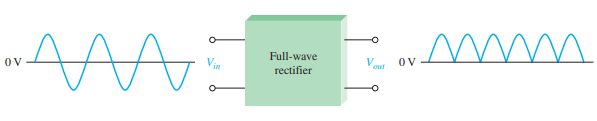 0 V
V_in
Full-wave
rectifier
V_out
0 V